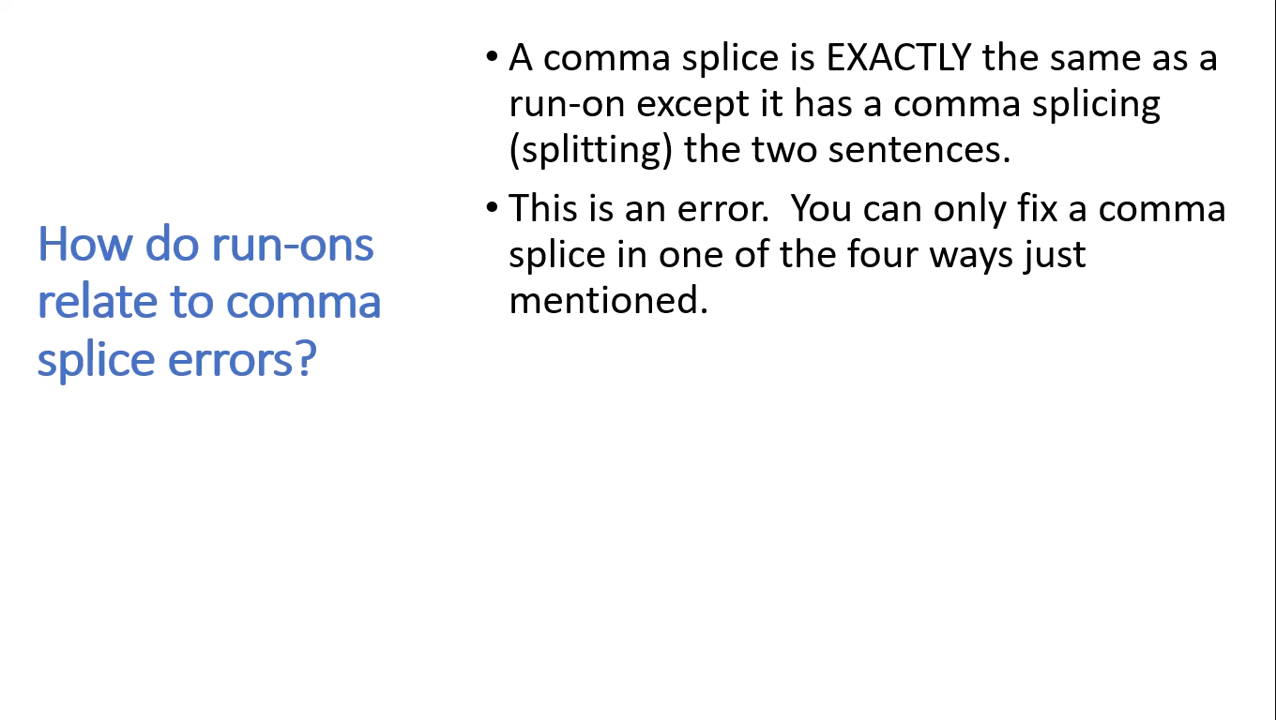 How do run-ons
relate to comma
splice errors?
• A comma splice is EXACTLY the same as a
run-on except it has a comma splicing
(splitting) the two sentences.
• This is an error.  You can only fix a comma
splice in one of the four ways just
mentioned.